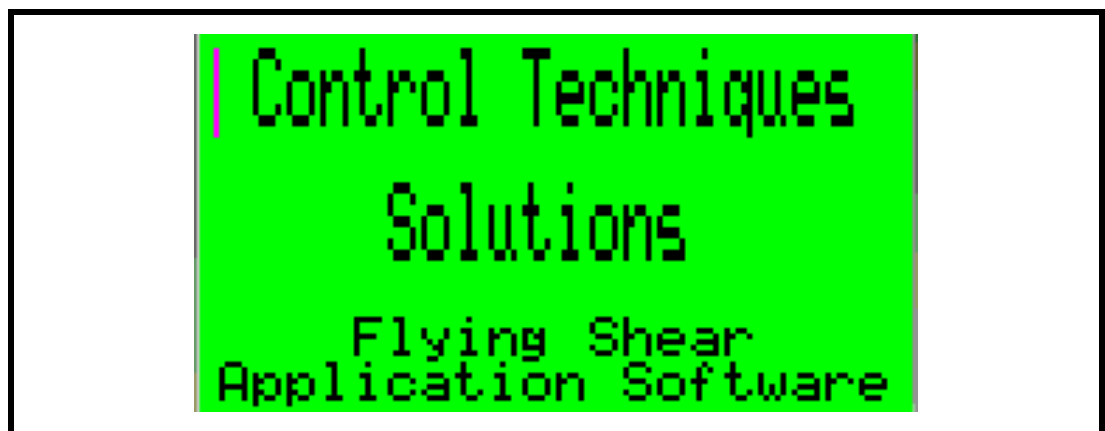 Control Techniques
Solutions
Flying Shear
Application Software